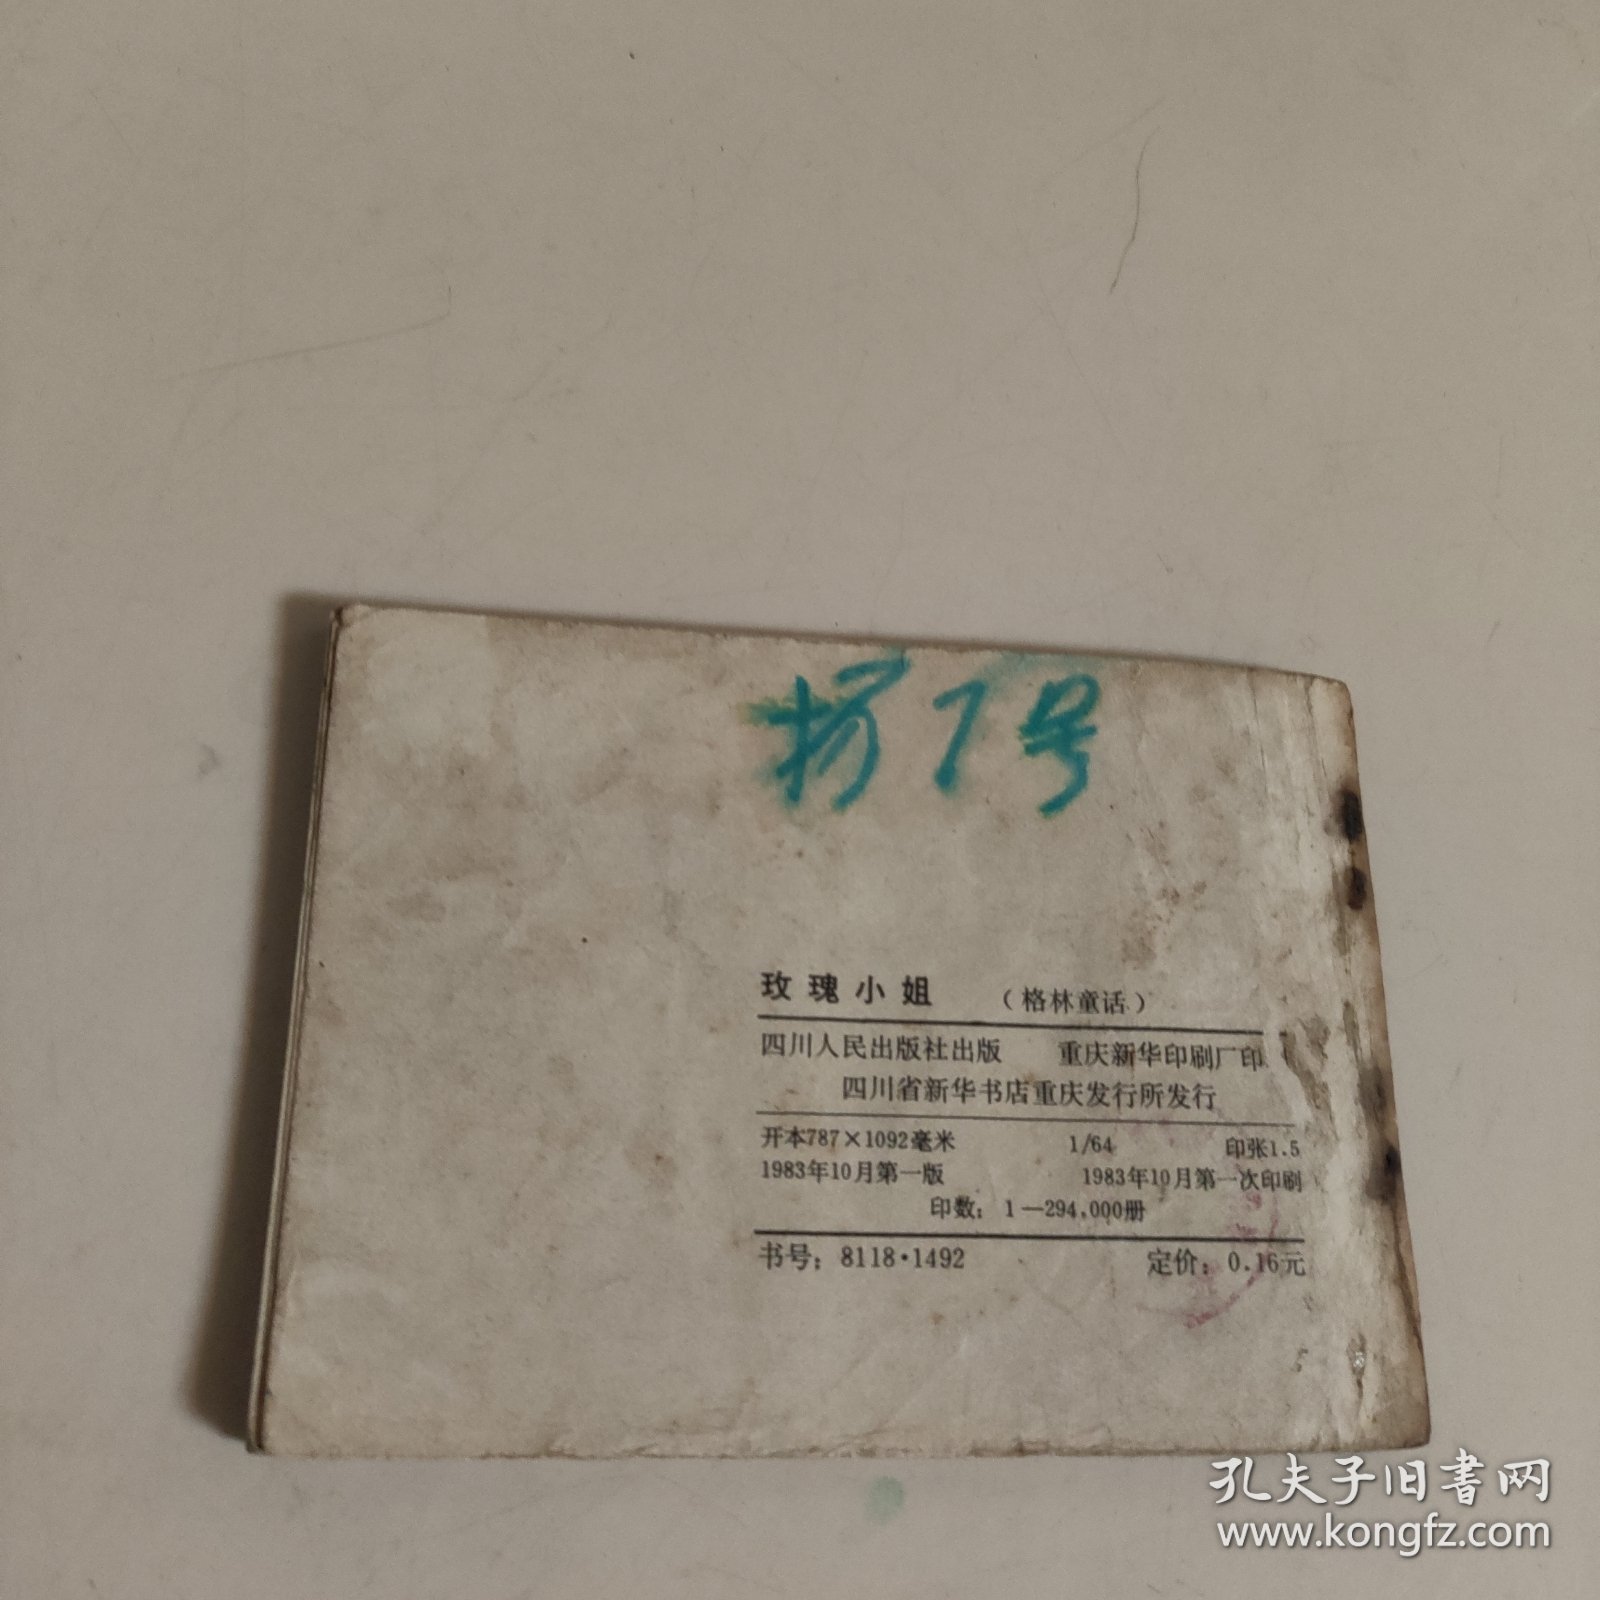 7号
玫瑰小姐 （格林童话）
四川人民出版社出版 重庆新华印刷厂印
四川省新华书店重庆发行所发行
开本787×1092毫米 1/64 印张1.5
1983年10月第一版 1983年10月第一次印刷
印数：1—294,000册
书号：8118·1492 定价：0.16元
孔夫子旧书网
www.kongfz.com